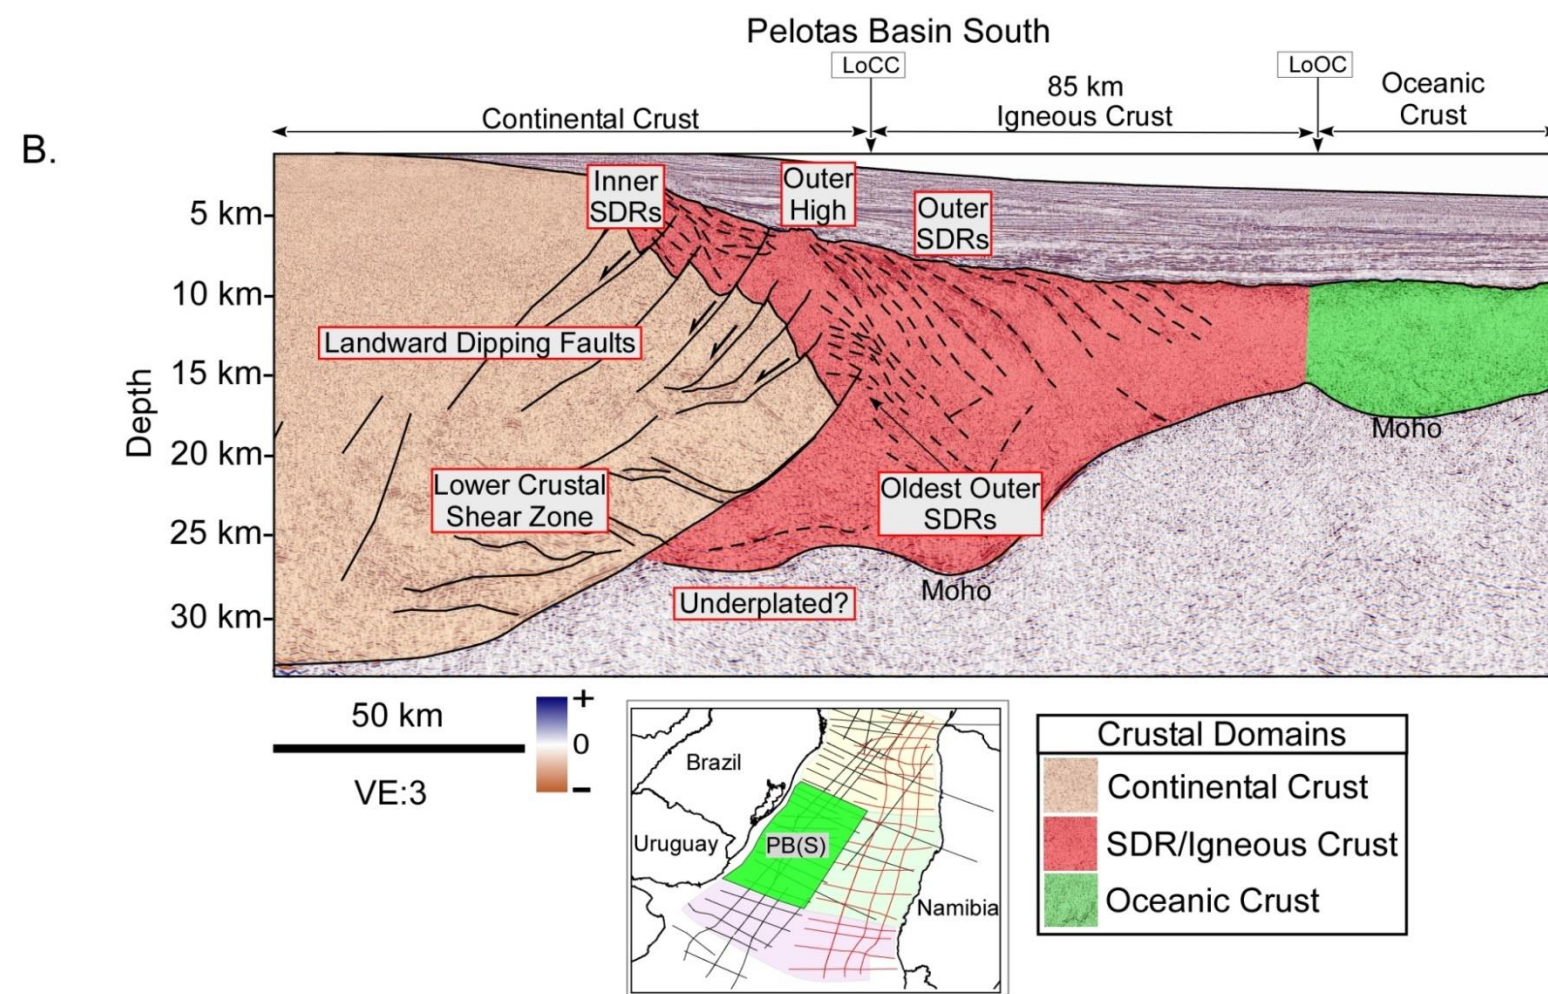 Pelotas Basin South
B.
LoCC
LoOC
Continental Crust
85 km
Igneous Crust
Oceanic
Crust
Inner
SDRs
Outer
High
Outer
SDRs
5 km
10 km
15 km
20 km
25 km
30 km
Depth
Landward Dipping Faults
Moho
Lower Crustal
Shear Zone
Oldest Outer
SDRs
Moho
Underplated?
50 km
VE:3
+
0
-
Brazil
Uruguay
PB(S)
Namibia
Crustal Domains
Continental Crust
SDR/Igneous Crust
Oceanic Crust